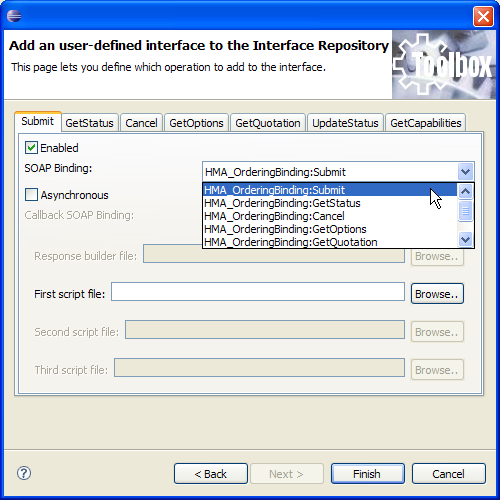 Add an user-defined interface to the Interface Repository
This page lets you define which operation to add to the interface.
Toolbox
Submit GetStatus Cancel GetOptions GetQuotation UpdateStatus GetCapabilities
Enabled
SOAP Binding: HMA_OrderingBinding:Submit
HMA_OrderingBinding:Submit
Asynchronous
HMA_OrderingBinding:GetStatus
Callback SOAP Binding: HMA_OrderingBinding:Cancel
HMA_OrderingBinding:GetOptions
HMA_OrderingBinding:GetQuotation
Response builder file: Browse..
First script file: Browse..
Second script file: Browse..
Third script file: Browse..
? < Back Next > Finish Cancel